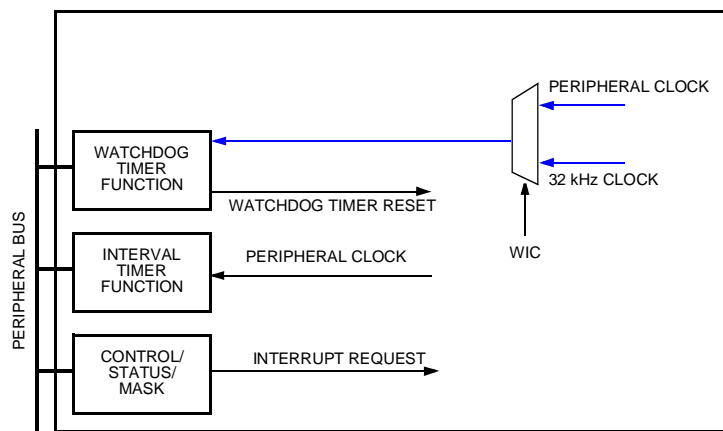 PERIPHERAL CLOCK
WATCHDOG
TIMER
FUNCTION
32 kHz CLOCK
WATCHDOG TIMER RESET
PERIPHERAL BUS
INTERVAL
TIMER
FUNCTION
PERIPHERAL CLOCK
WIC
CONTROL/
STATUS/
MASK
INTERRUPT REQUEST